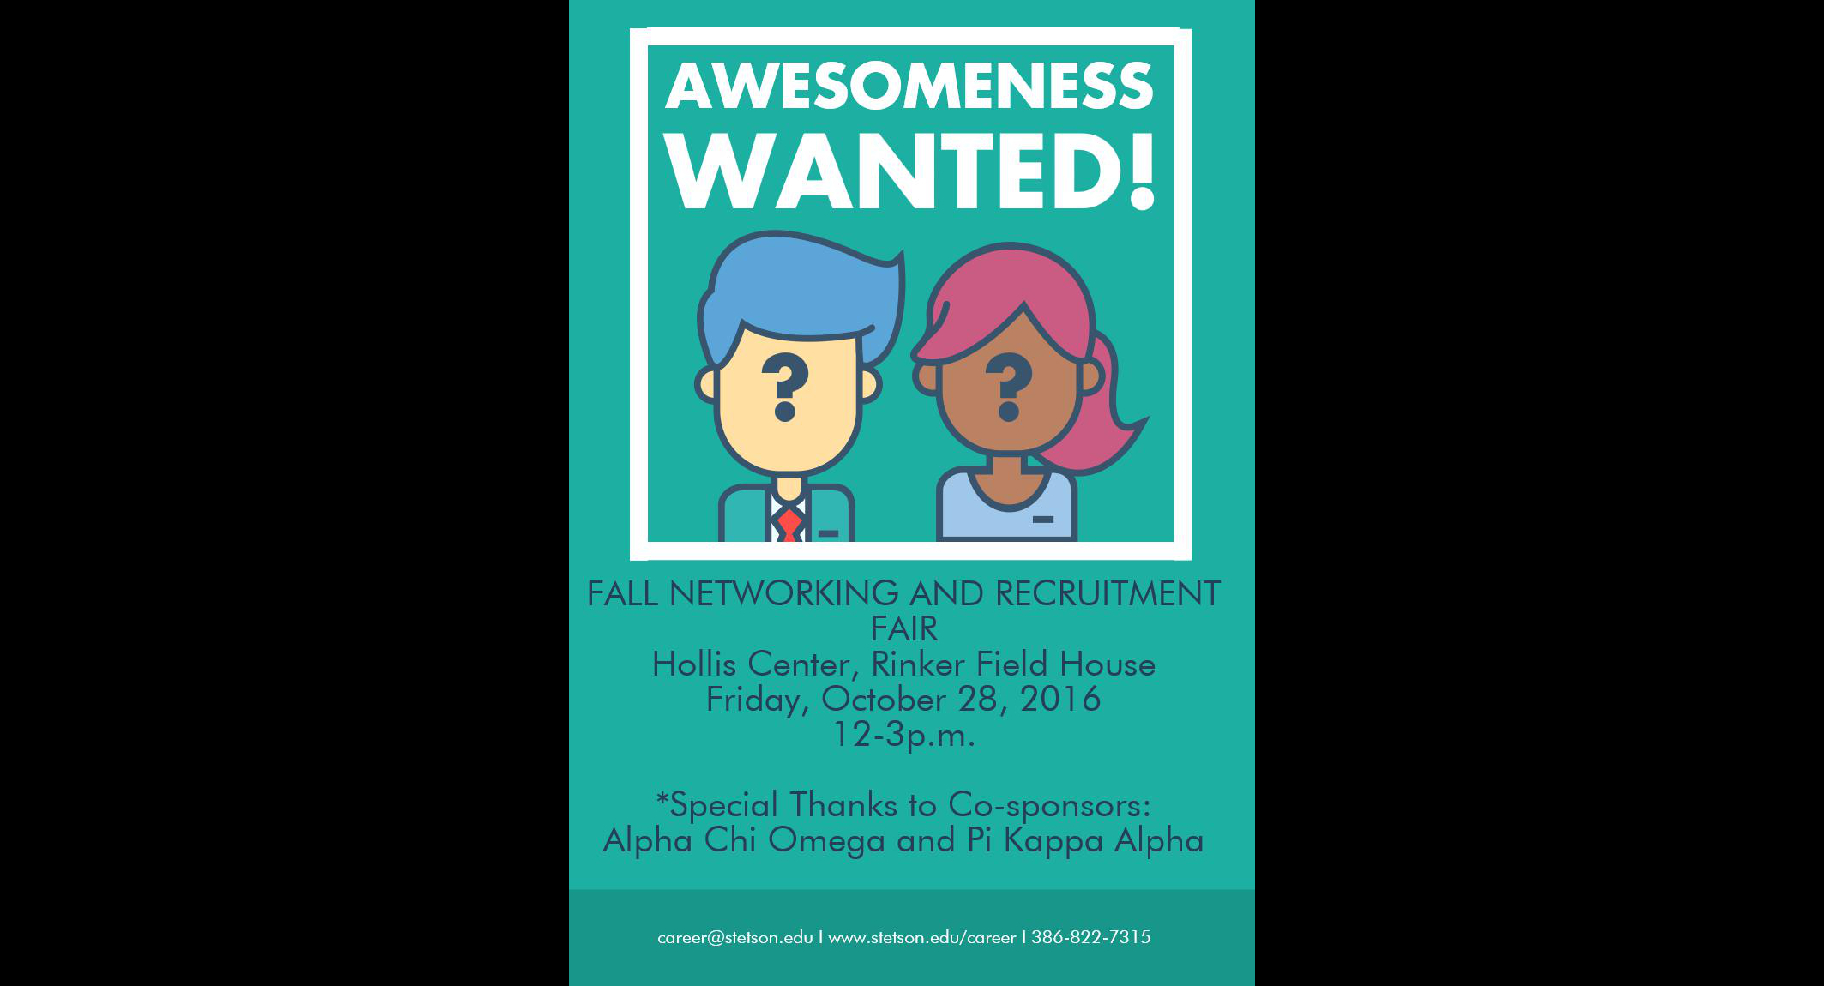 AWESOMENESS
WANTED!
?
?
FALL NETWORKING AND RECRUITMENT
FAIR
Hollis Center, Rinker Field House
Friday, October 28, 2016
12-3p.m.
*Special Thanks to Co-sponsors:
Alpha Chi Omega and Pi Kappa Alpha
career@stetson.edu | www.stetson.edu/career | 386-822-7315